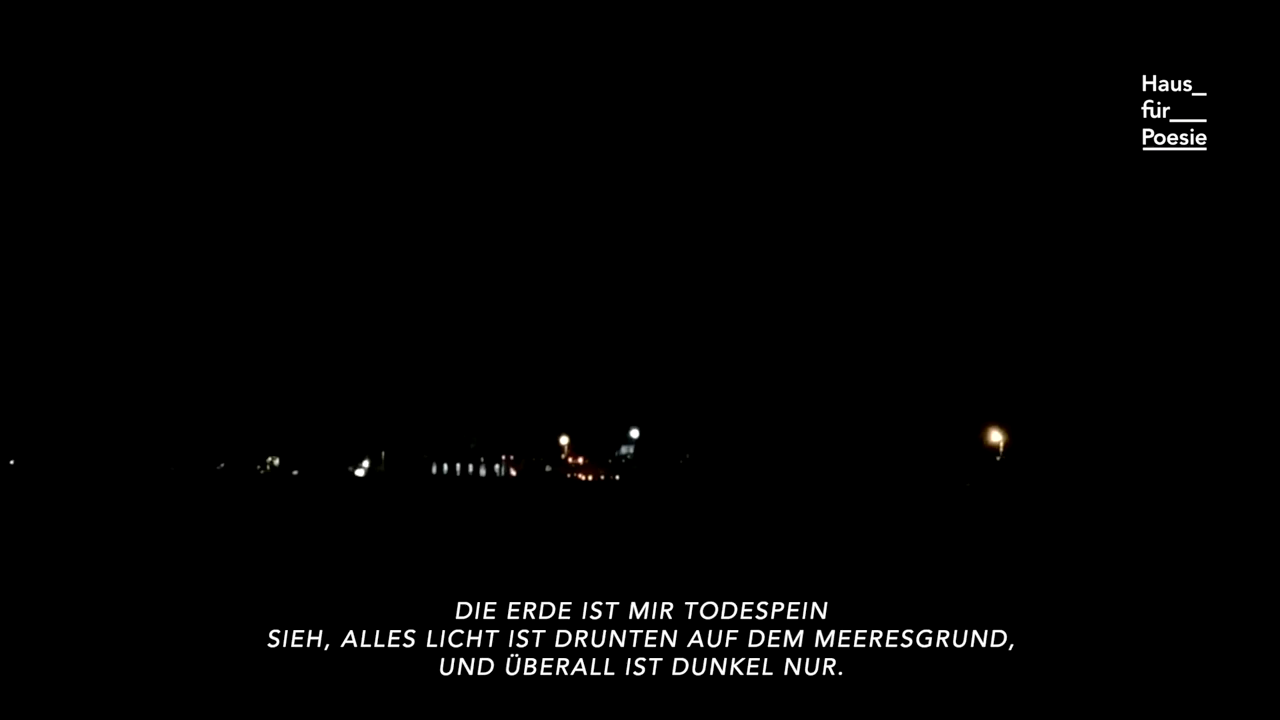 Haus_
für___
Poesie
DIE ERDE IST MIR TODESPEIN
SIEH, ALLES LICHT IST DRUNTEN AUF DEM MEERESGRUND,
UND ÜBERALL IST DUNKEL NUR.